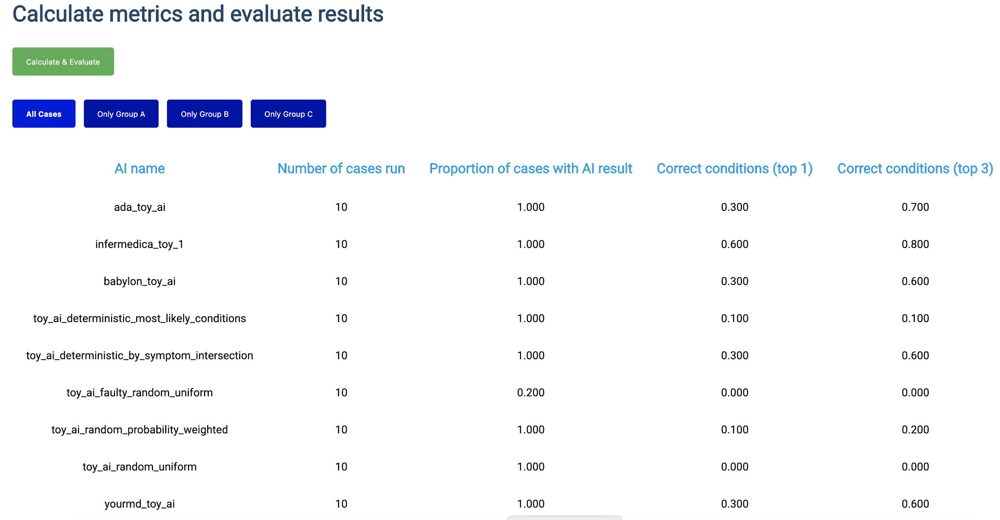 Calculate metrics and evaluate results
Calculate & Evaluate
All Cases Only Group A Only Group B Only Group C
AI name Number of cases run Proportion of cases with AI result Correct conditions (top 1) Correct conditions (top 3)
ada_toy_ai 10 1.000 0.300 0.700
infermedica_toy_1 10 1.000 0.600 0.800
babylon_toy_ai 10 1.000 0.300 0.600
toy_ai_deterministic_most_likely_conditions 10 1.000 0.100 0.100
toy_ai_deterministic_by_symptom_intersection 10 1.000 0.300 0.600
toy_ai_faulty_random_uniform 10 0.200 0.000 0.000
toy_ai_random_probability_weighted 10 1.000 0.100 0.200
toy_ai_random_uniform 10 1.000 0.000 0.000
yourmd_toy_ai 10 1.000 0.300 0.600